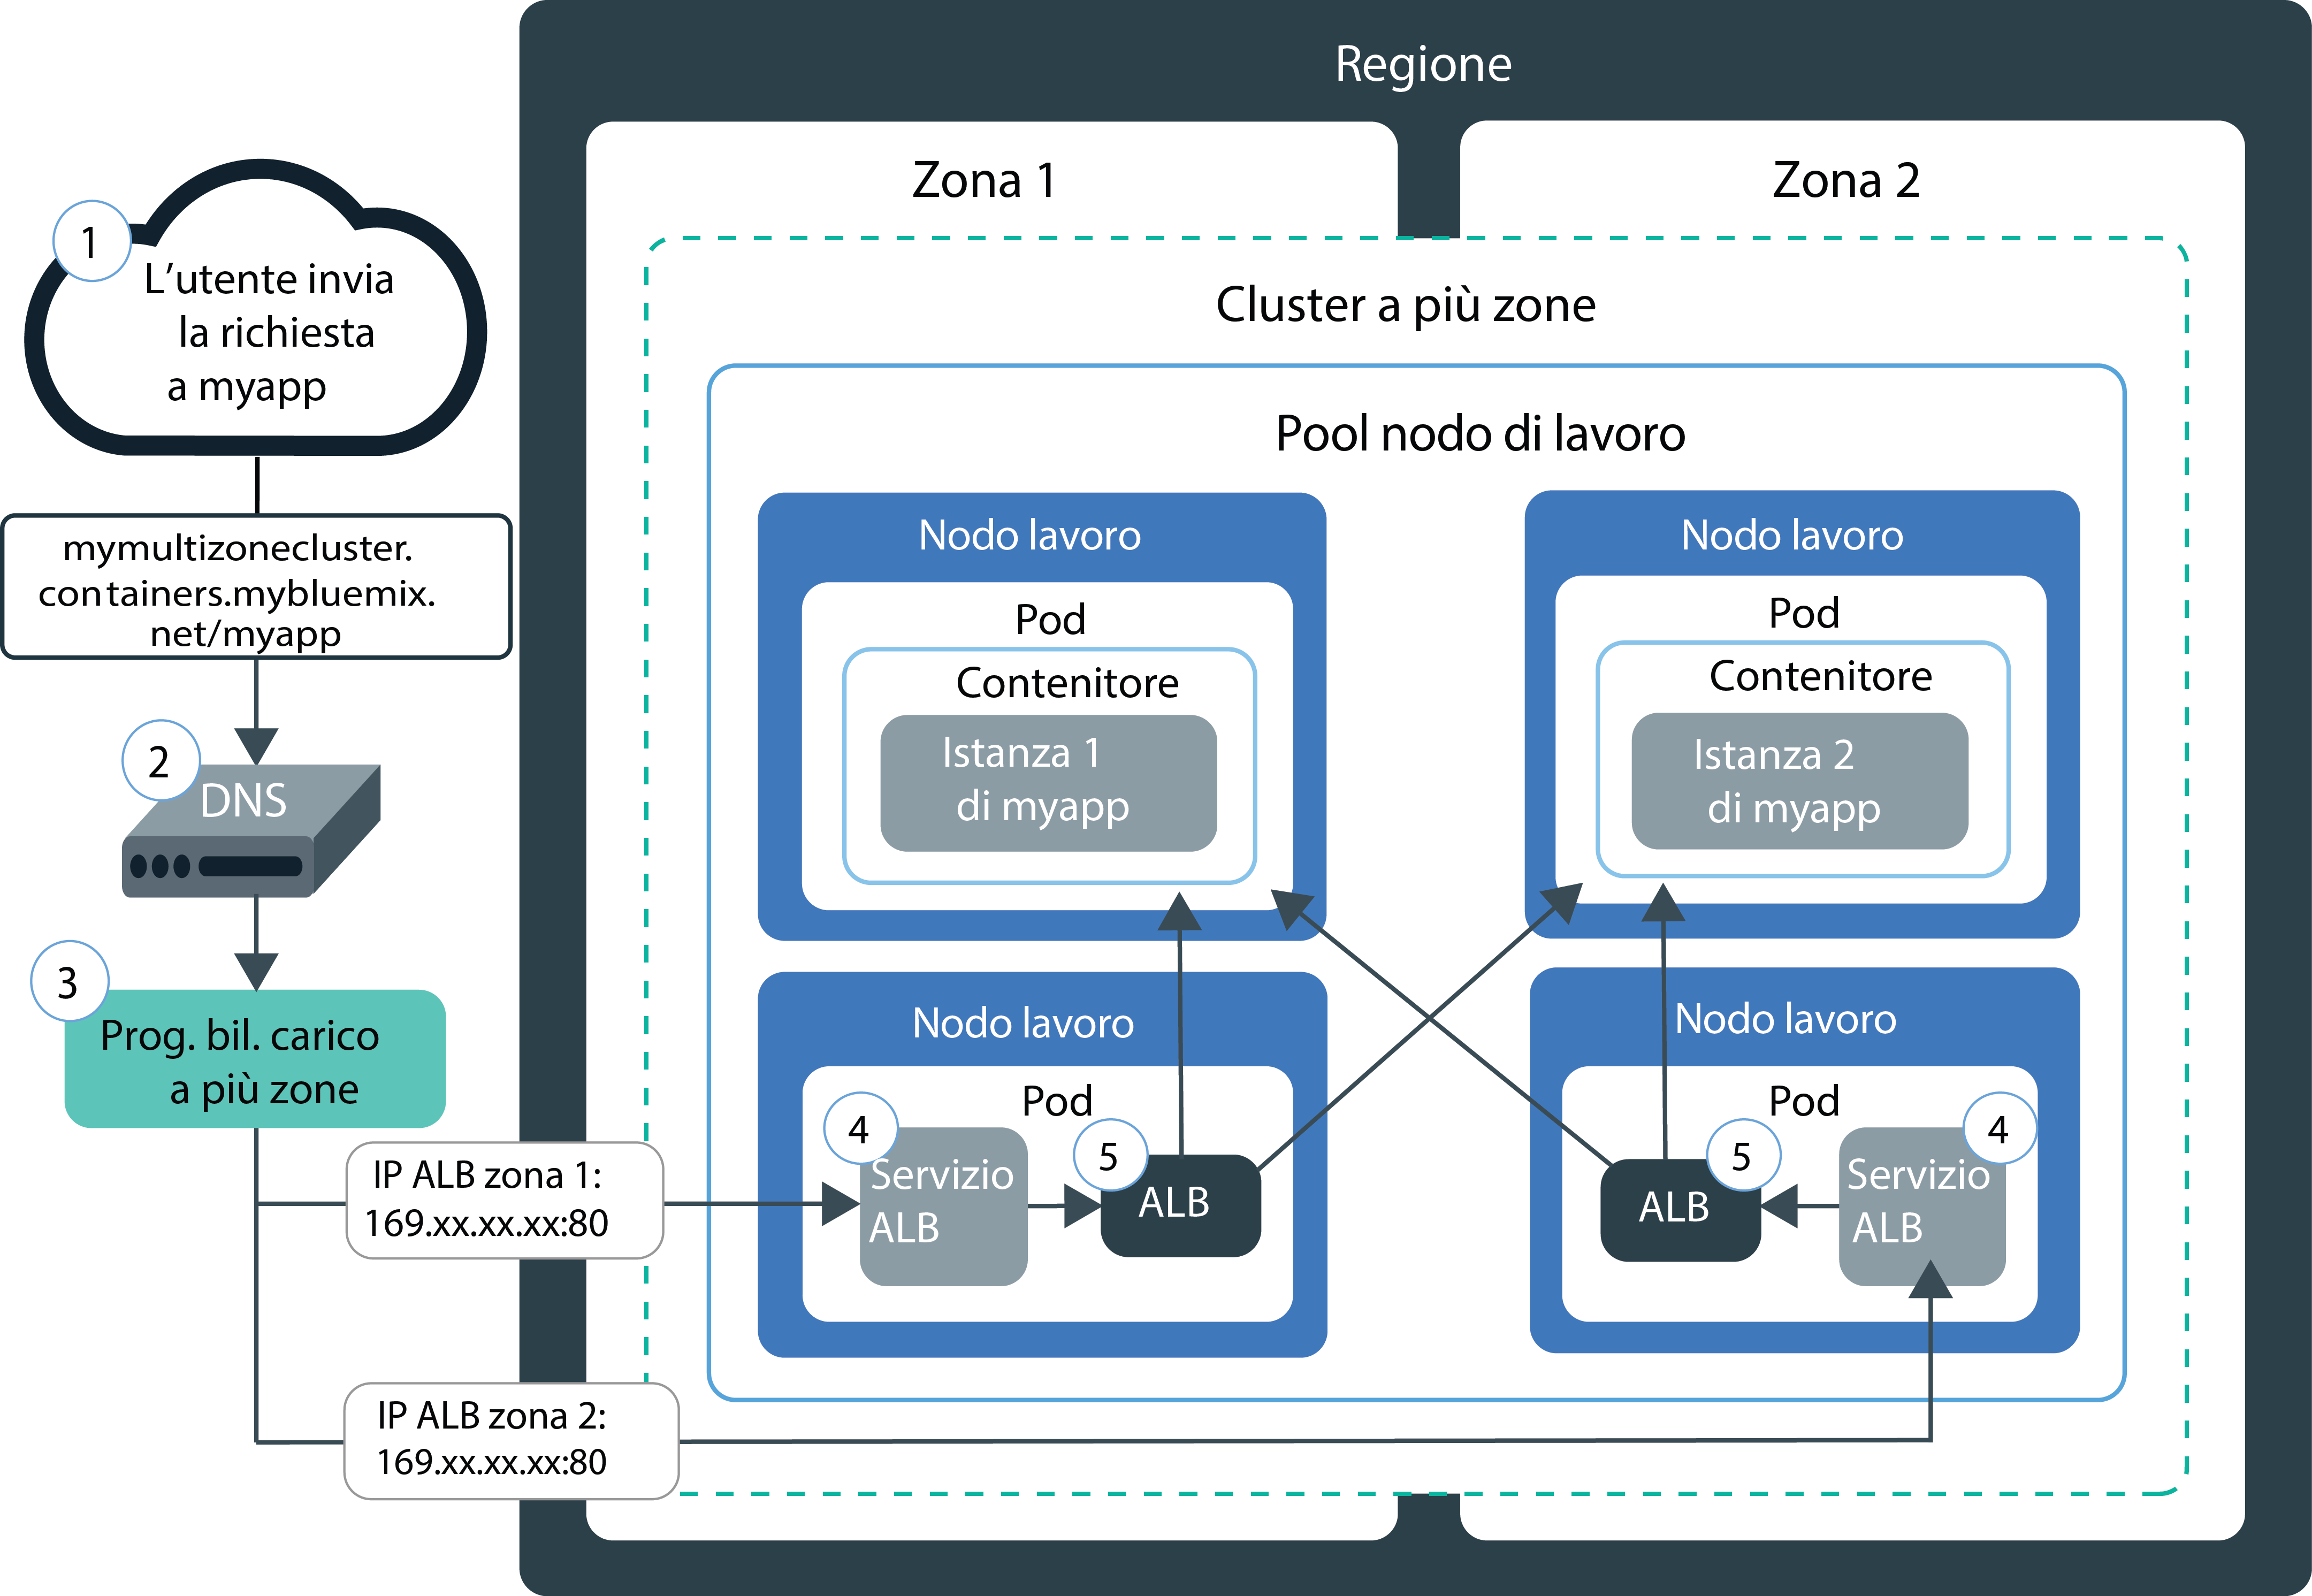 Regione
Zona 1
Zona 2
1
L’utente invia
la richiesta
a myapp
Cluster a più zone
Pool nodo di lavoro
mymultizonecluster.
containers.mybluemix.
net/myapp
Nodo lavoro
Pod
Contenitore
Istanza 1
di myapp
Nodo lavoro
Pod
Contenitore
Istanza 2
di myapp
2
DNS
3
Prog. bil. carico
a più zone
Nodo lavoro
Pod
4
Servizio
ALB
5
ALB
Nodo lavoro
Pod
5
ALB
4
Servizio
ALB
IP ALB zona 1:
169.xx.xx.xx:80
IP ALB zona 2:
169.xx.xx.xx:80